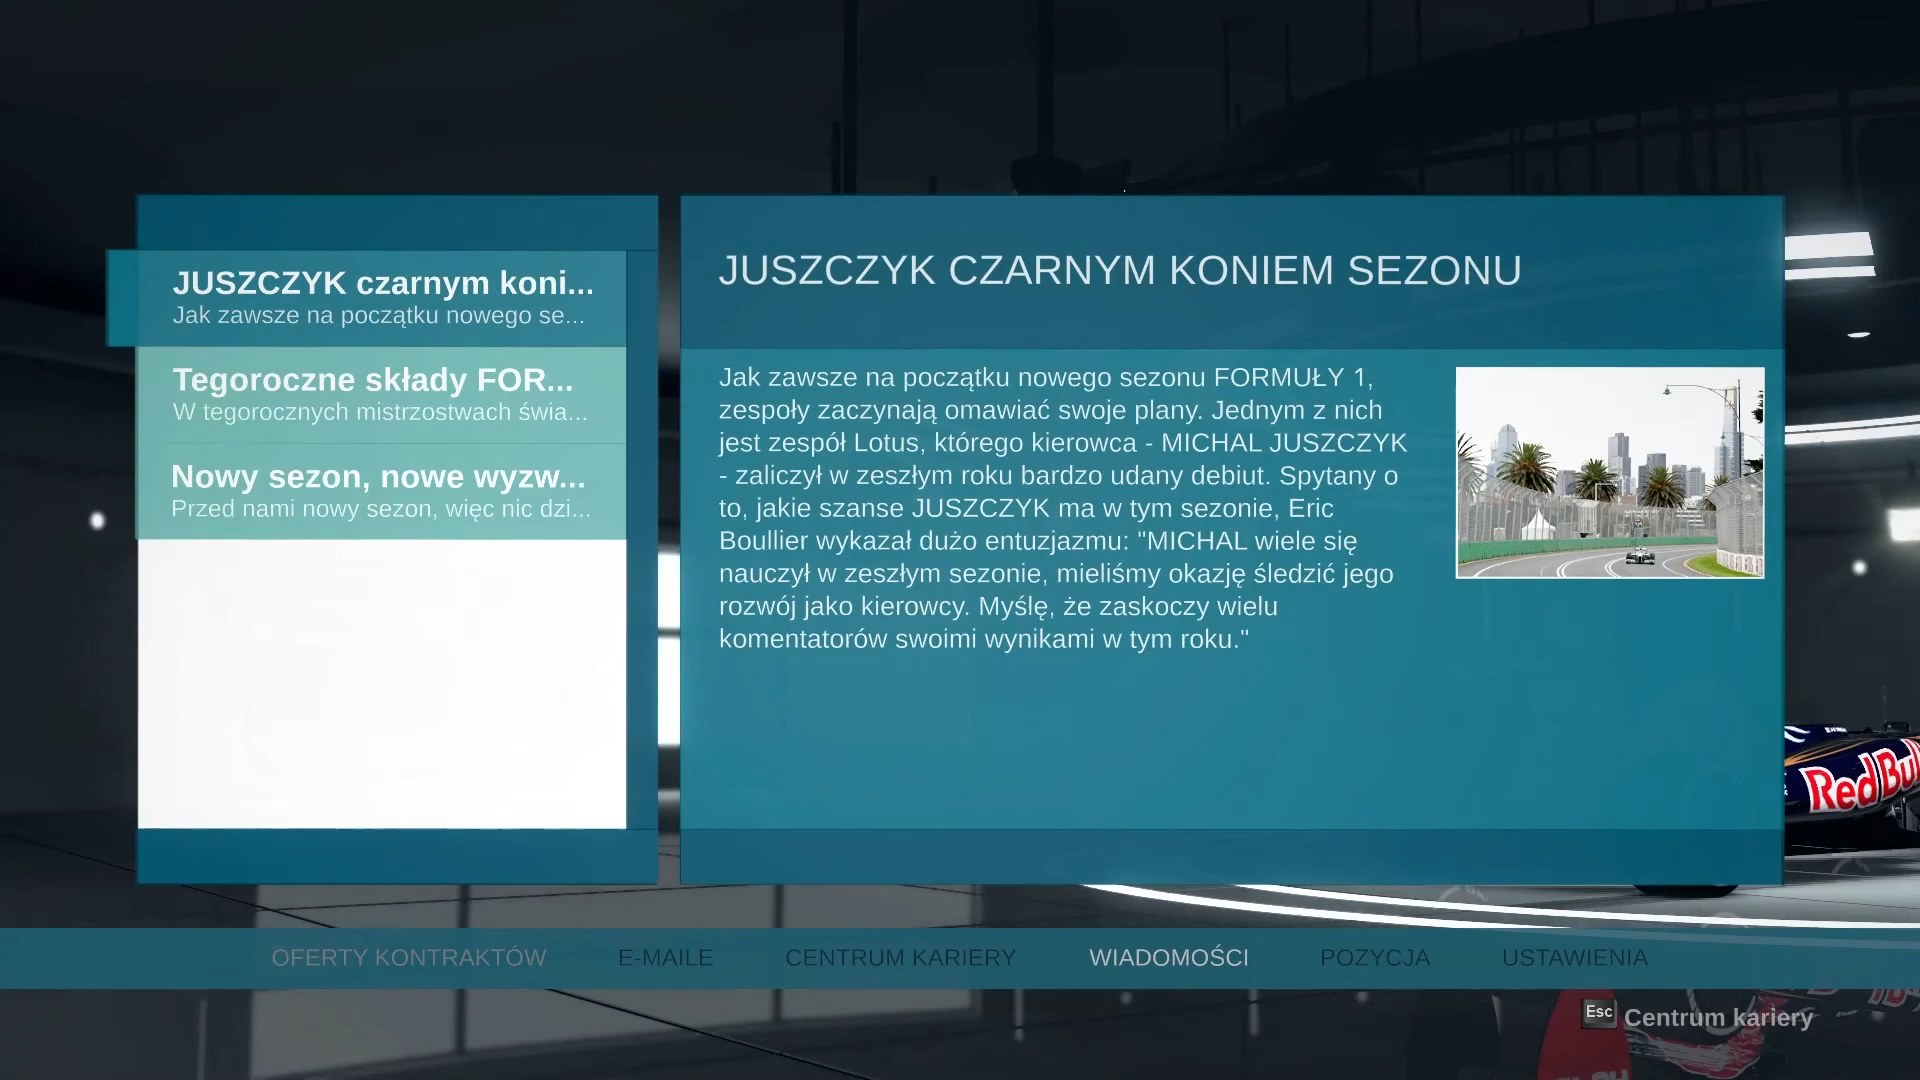 JUSZCZYK czarnym koni...
Jak zawsze na początku nowego se...
Tegoroczne składy FOR...
W tegorocznych mistrzostwach świa...
Nowy sezon, nowe wyzw...
Przed nami nowy sezon, więc nic dzi...
JUSZCZYK CZARNYM KONIEM SEZONU
Jak zawsze na początku nowego sezonu FORMUŁY 1,
zespoły zaczynają omawiać swoje plany. Jednym z nich
jest zespół Lotus, którego kierowca - MICHAL JUSZCZYK
- zaliczył w zeszłym roku bardzo udany debiut. Spytany o
to, jakie szanse JUSZCZYK ma w tym sezonie, Eric
Boullier wykazał dużo entuzjazmu: "MICHAL wiele się
nauczył w zeszłym sezonie, mieliśmy okazję śledzić jego
rozwój jako kierowcy. Myślę, że zaskoczy wielu
komentatorów swoimi wynikami w tym roku."
RedBul
OFERTY KONTRAKTÓW E-MAILE CENTRUM KARIERY WIADOMOŚCI POZYCJA USTAWIENIA
Esc Centrum kariery